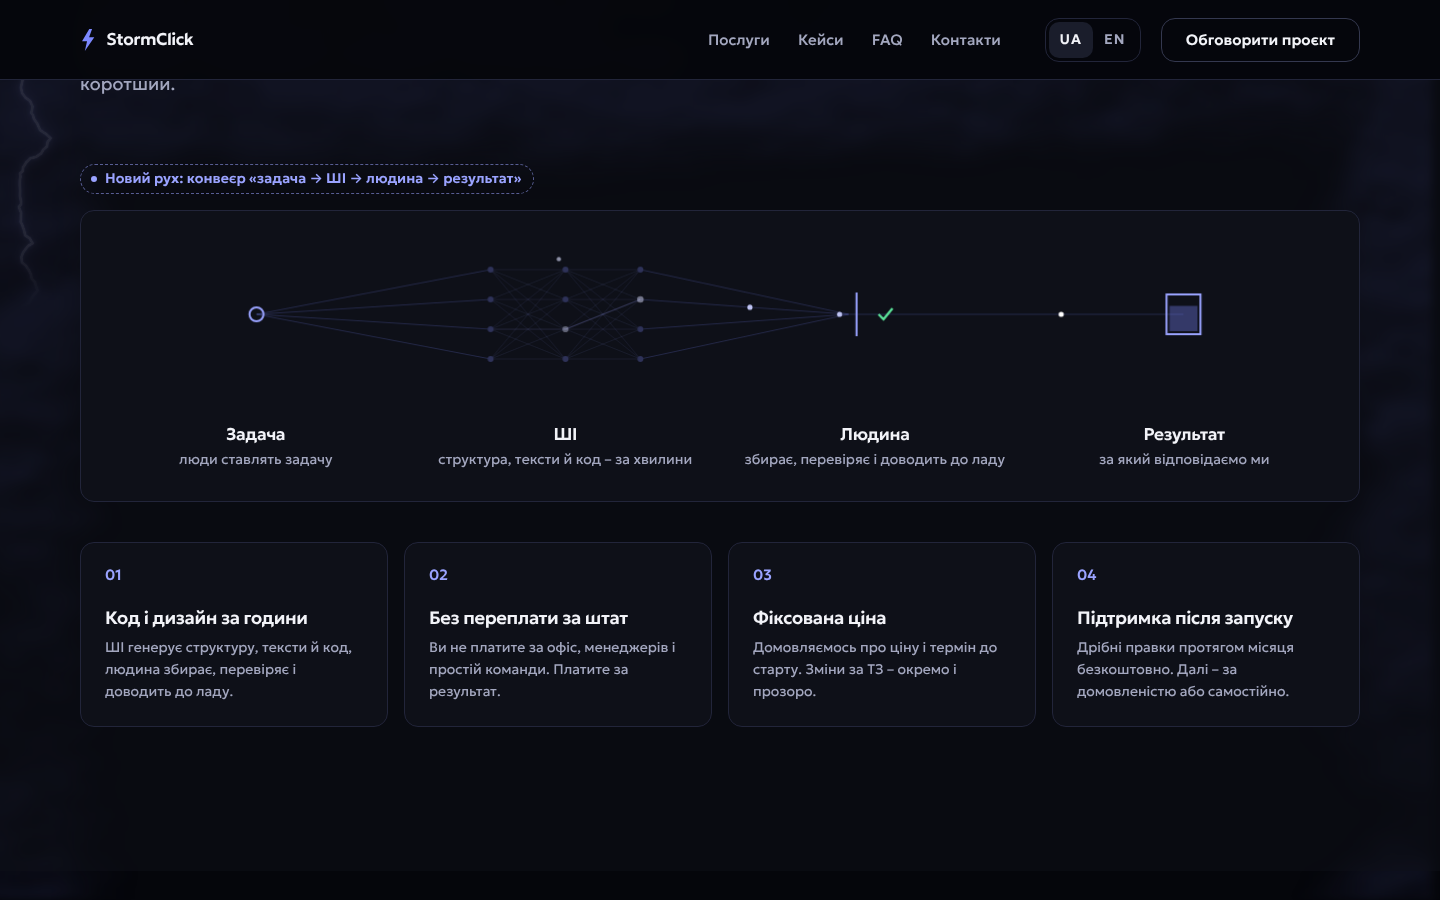 StormClick
Послуги
Кейси
FAQ
Контакти
UA
EN
Обговорити проєкт
коротший.
Новий рух: конвеєр «задача → ШІ → людина → результат»
Задача
люди ставлять задачу
ШІ
структура, тексти й код – за хвилини
Людина
збирає, перевіряє і доводить до ладу
Результат
за який відповідаємо ми
01
Код і дизайн за години
ШІ генерує структуру, тексти й код,
людина збирає, перевіряє і
доводить до ладу.
02
Без переплати за штат
Ви не платите за офіс, менеджерів і
простій команди. Платите за
результат.
03
Фіксована ціна
Домовляємось про ціну і термін до
старту. Зміни за ТЗ – окремо і
прозоро.
04
Підтримка після запуску
Дрібні правки протягом місяця
безкоштовно. Далі – за
домовленістю або самостійно.